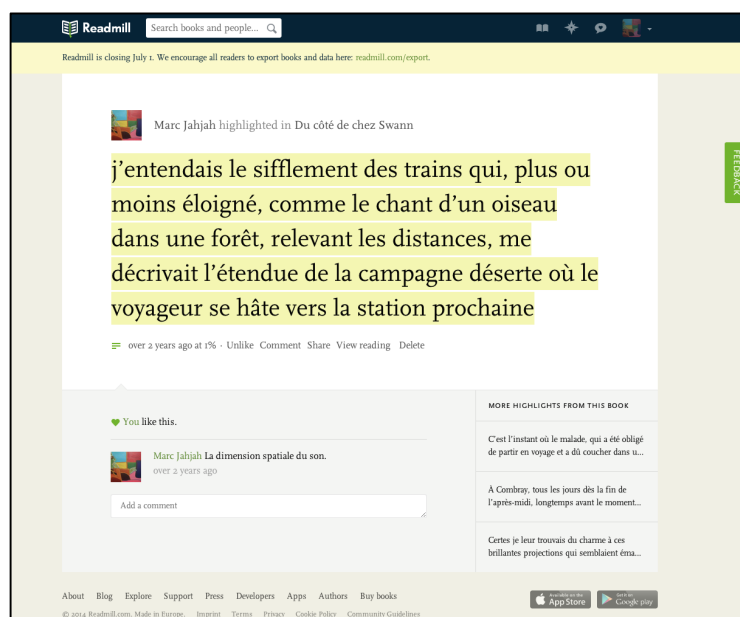 Readmill
Search books and people...
Readmill is closing July 1. We encourage all readers to export books and data here: readmill.com/export.
FEEDBACK
Marc Jahjah highlighted in Du côté de chez Swann
j’entendais le sifflement des trains qui, plus ou
moins éloigné, comme le chant d’un oiseau
dans une forêt, relevant les distances, me
décrivait l’étendue de la campagne déserte où le
voyageur se hâte vers la station prochaine
over 2 years ago at 1% · Unlike Comment Share View reading Delete
You like this.
Marc Jahjah La dimension spatiale du son.
over 2 years ago
Add a comment
MORE HIGHLIGHTS FROM THIS BOOK
C’est l’instant où le malade, qui a été obligé
de partir en voyage et a dû coucher dans u...
À Combray, tous les jours dès la fin de
l’après-midi, longtemps avant le moment...
Certes je leur trouvais du charme à ces
brillantes projections qui semblaient éma...
About Blog Explore Support Press Developers Apps Authors Buy books
Available on the
App Store
Google play
© 2014 Readmill.com. Made in Europe. Imprint Terms Privacy Cookie Policy Community Guidelines